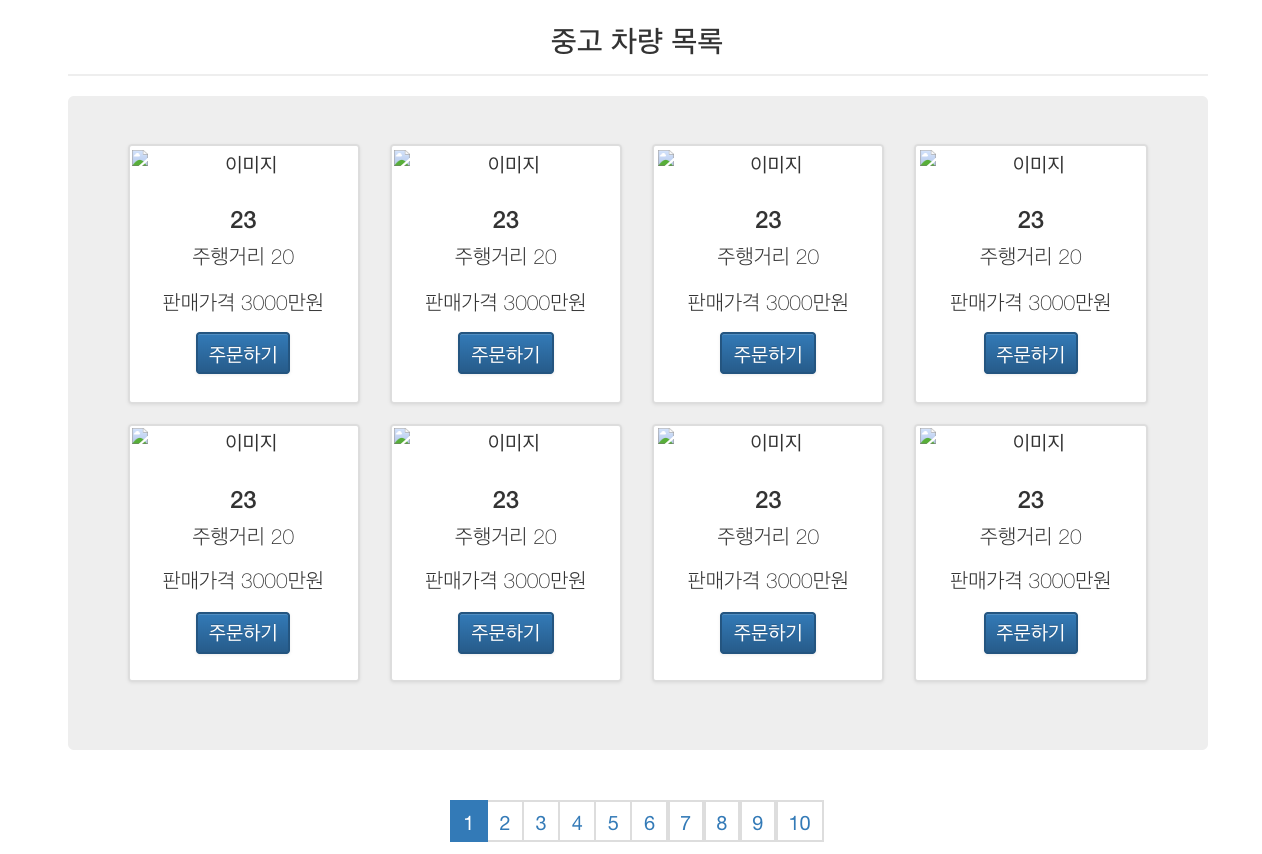 중고 차량 목록
이미지 이미지 이미지 이미지
23 23 23 23
주행거리 20 주행거리 20 주행거리 20 주행거리 20
판매가격 3000만원 판매가격 3000만원 판매가격 3000만원 판매가격 3000만원
주문하기 주문하기 주문하기 주문하기
이미지 이미지 이미지 이미지
23 23 23 23
주행거리 20 주행거리 20 주행거리 20 주행거리 20
판매가격 3000만원 판매가격 3000만원 판매가격 3000만원 판매가격 3000만원
주문하기 주문하기 주문하기 주문하기
1 2 3 4 5 6 7 8 9 10